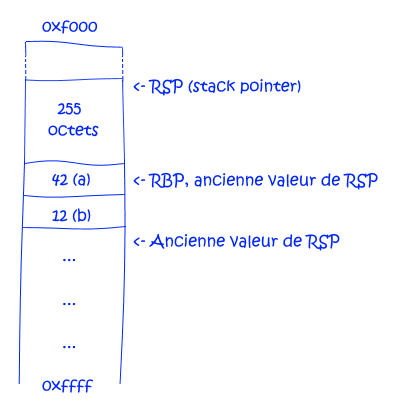 0xf000
<- RSP (stack pointer)
255
octets
42 (a)
<- RBP, ancienne valeur de RSP
12 (b)
<- Ancienne valeur de RSP
...
...
...
0xffff